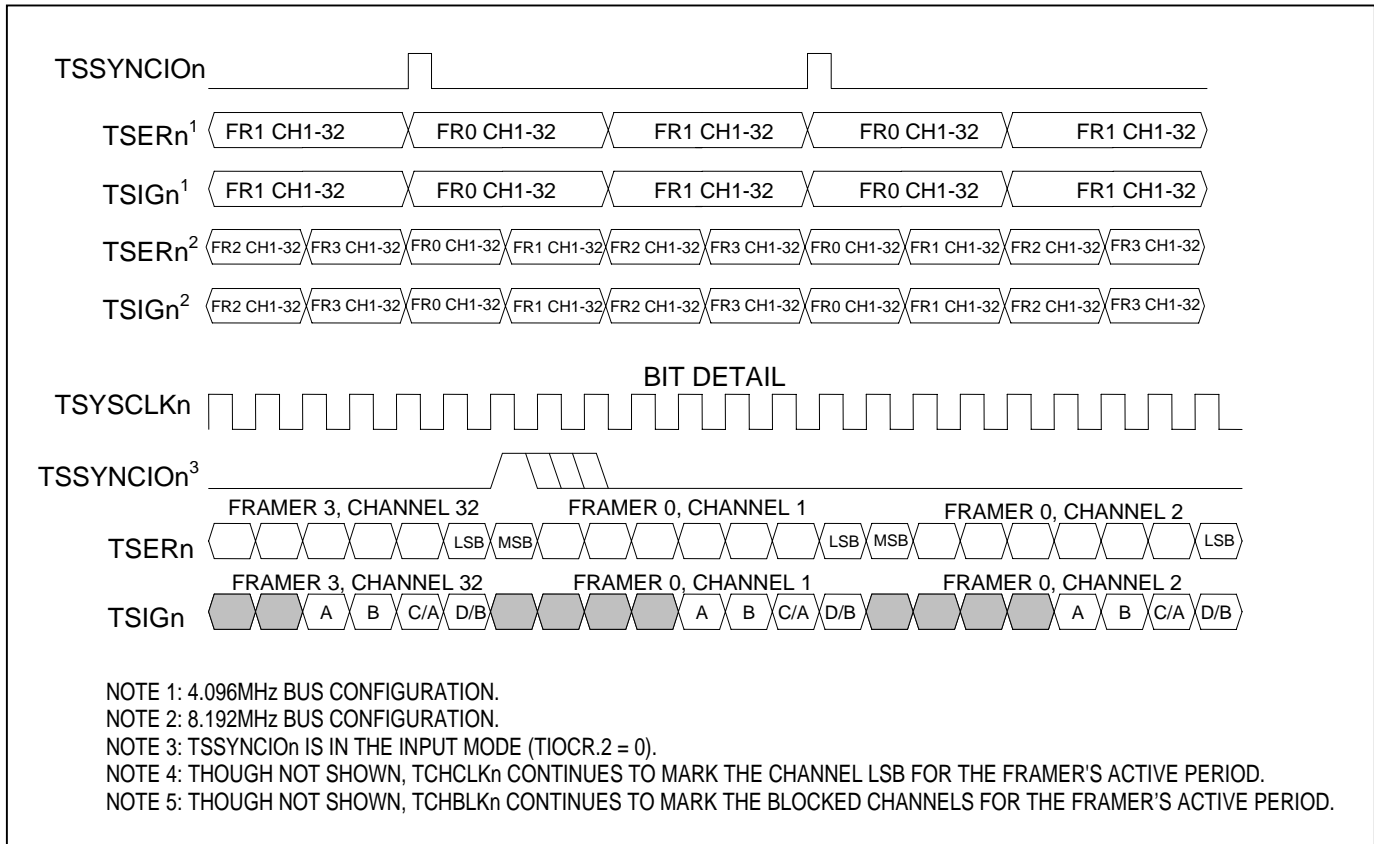 TSSYNCIOn
TSERn1 FR1 CH1-32 FR0 CH1-32 FR1 CH1-32 FR0 CH1-32 FR1 CH1-32
TSIGn1 FR1 CH1-32 FR0 CH1-32 FR1 CH1-32 FR0 CH1-32 FR1 CH1-32
TSERn2 FR2 CH1-32 FR3 CH1-32 FR0 CH1-32 FR1 CH1-32 FR2 CH1-32 FR3 CH1-32 FR0 CH1-32 FR1 CH1-32 FR2 CH1-32 FR3 CH1-32
TSIGn2 FR2 CH1-32 FR3 CH1-32 FR0 CH1-32 FR1 CH1-32 FR2 CH1-32 FR3 CH1-32 FR0 CH1-32 FR1 CH1-32 FR2 CH1-32 FR3 CH1-32
BIT DETAIL
TSYSCLKn
TSSYNCIOn3
FRAMER 3, CHANNEL 32 FRAMER 0, CHANNEL 1 FRAMER 0, CHANNEL 2
TSERn LSB MSB LSB MSB LSB
FRAMER 3, CHANNEL 32 FRAMER 0, CHANNEL 1 FRAMER 0, CHANNEL 2
TSIGn A B C/A D/B A B C/A D/B A B C/A D/B
NOTE 1: 4.096MHz BUS CONFIGURATION.
NOTE 2: 8.192MHz BUS CONFIGURATION.
NOTE 3: TSSYNCIOn IS IN THE INPUT MODE (TIOCR.2 = 0).
NOTE 4: THOUGH NOT SHOWN, TCHCLKn CONTINUES TO MARK THE CHANNEL LSB FOR THE FRAMER'S ACTIVE PERIOD.
NOTE 5: THOUGH NOT SHOWN, TCHBLKn CONTINUES TO MARK THE BLOCKED CHANNELS FOR THE FRAMER’S ACTIVE PERIOD.